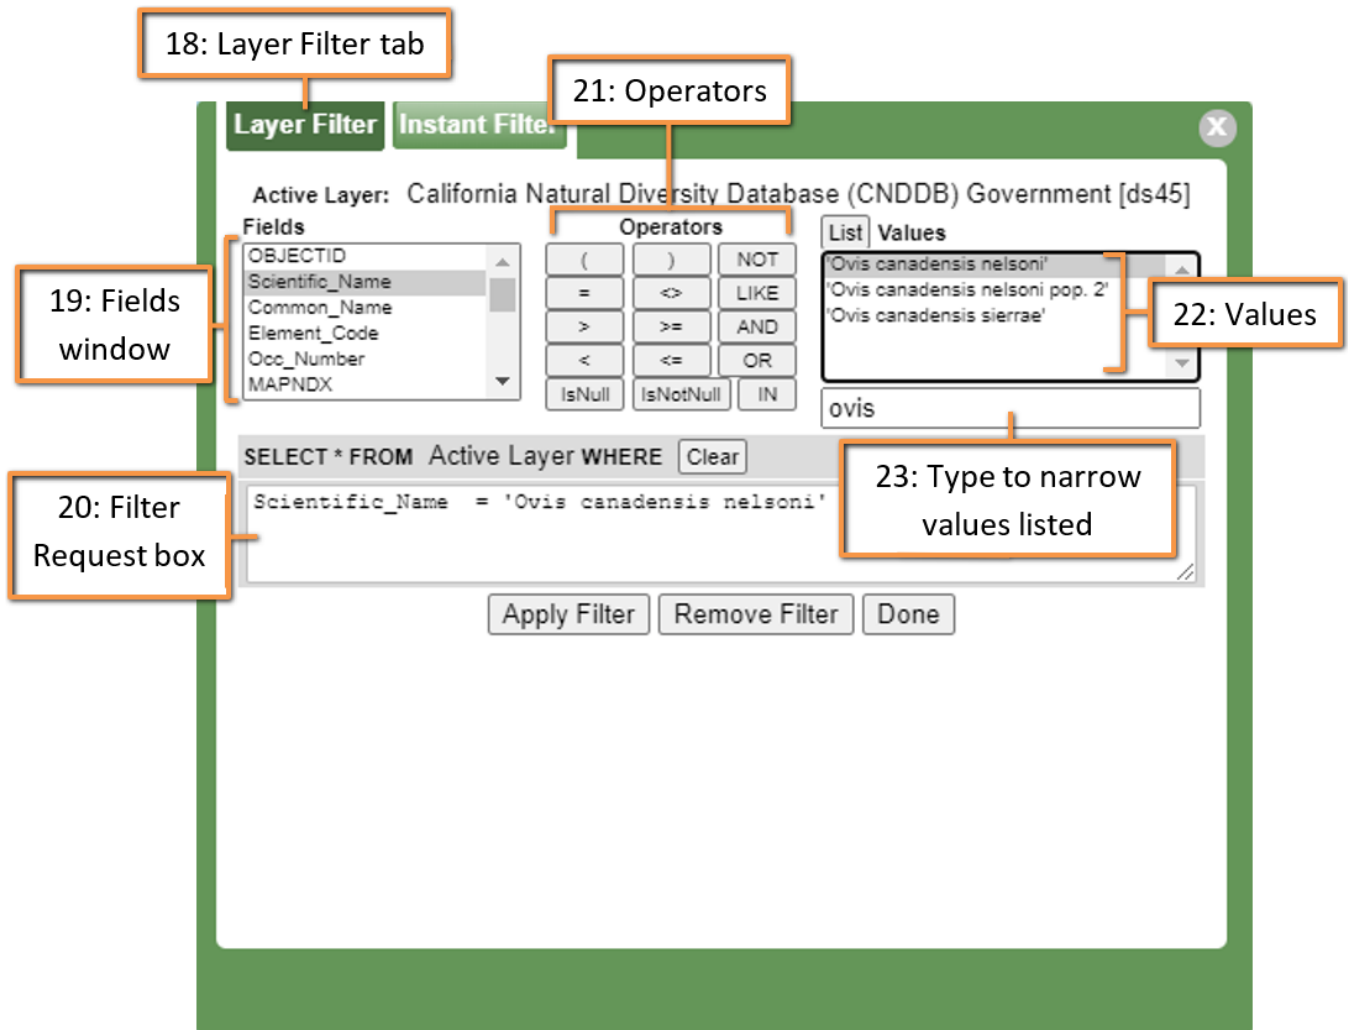 18: Layer Filter tab
21: Operators
Layer Filter
Instant Filter
X
Active Layer: California Natural Diversity Database (CNDDB) Government [ds45]
Fields
Operators
List Values
OBJECTID
Scientific_Name
Common_Name
Element_Code
Occ_Number
MAPNDX
( ) NOT
= <> LIKE
> >= AND
< <= OR
IsNull IsNotNull IN
'Ovis canadensis nelsoni'
'Ovis canadensis nelsoni pop. 2'
'Ovis canadensis sierrae'
ovis
19: Fields
window
22: Values
SELECT * FROM Active Layer WHERE Clear
23: Type to narrow
values listed
20: Filter
Request box
Scientific_Name = 'Ovis canadensis nelsoni'
Apply Filter Remove Filter Done